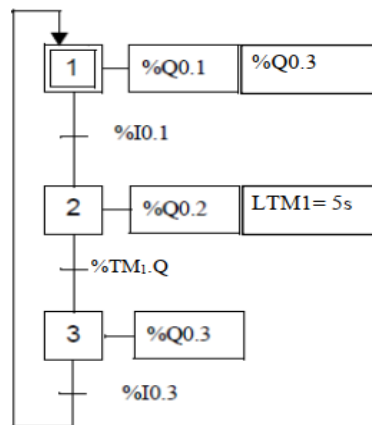 1 %Q0.1 %Q0.3
%I0.1
2 %Q0.2 LTM1= 5s
%TM₁.Q
3 %Q0.3
%I0.3